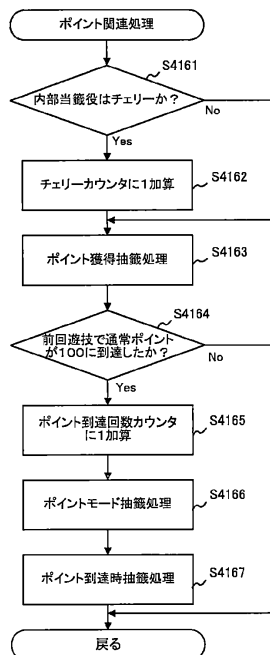 ポイント関連処理
S4161
内部当籤役はチェリーか?
No
Yes
チェリーカウンタに1加算
S4162
ポイント獲得抽籤処理
S4163
S4164
前回遊技で通常ポイント
が100に到達したか?
No
Yes
ポイント到達回数カウンタ
に1加算
S4165
ポイントモード抽籤処理
S4166
ポイント到達時抽籤処理
S4167
戻る